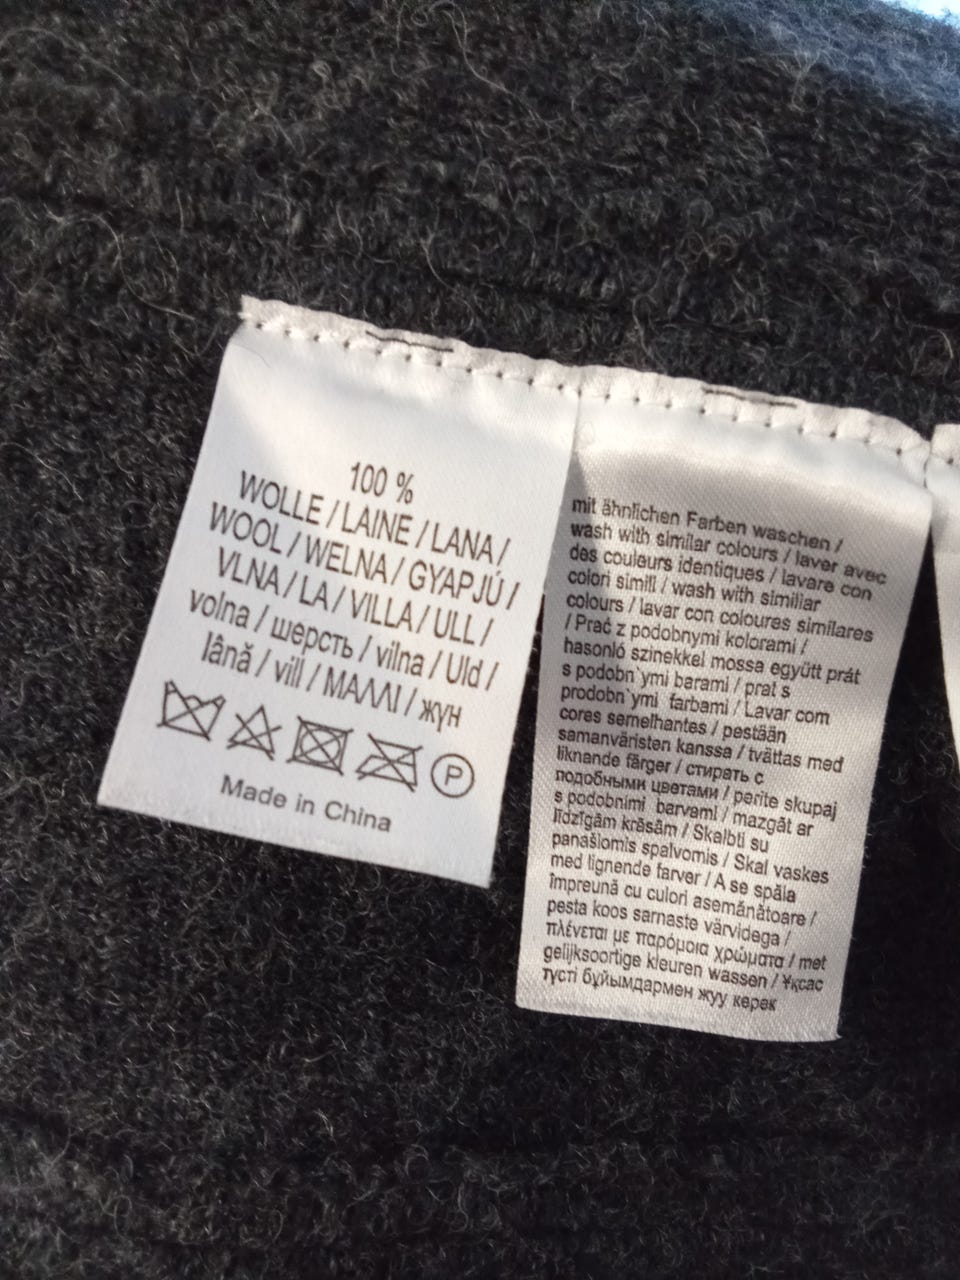 100 %
WOLLE / LAINE / LANA /
WOOL / WEŁNA / GYAPJÚ /
VLNA / LA / VILLA / ULL /
volna / шерсть / vilna / Uld /
lână / vill / ΜΑΛΛΙ / жүн
P
Made in China
mit ähnlichen Farben waschen /
wash with similar colours / laver avec
des couleurs identiques / lavare con
colori simili / wash with similiar
colours / lavar con coloures similares
/ Prać z podobnymi kolorami /
hasonló szinekkel mossa együtt prát
s podobn`ymi barami / prat s
prodobn`ymi farbami / Lavar com
cores semelhantes / pestään
samanväristen kanssa / tvättas med
liknande färger / стирать с
подобными цветами / perite skupaj
s podobnimi barvami / mazgāt ar
līdzīgām krāsām / Skalbti su
panašiomis spalvomis / Skal vaskes
med lignende farver / A se spăla
împreună cu culori asemănătoare /
pesta koos sarnaste värvidega /
πλένεται με παρόμοια χρώματα / met
gelijksoortige kleuren wassen / Ұқсас
түсті бұйымдармен жуу керек